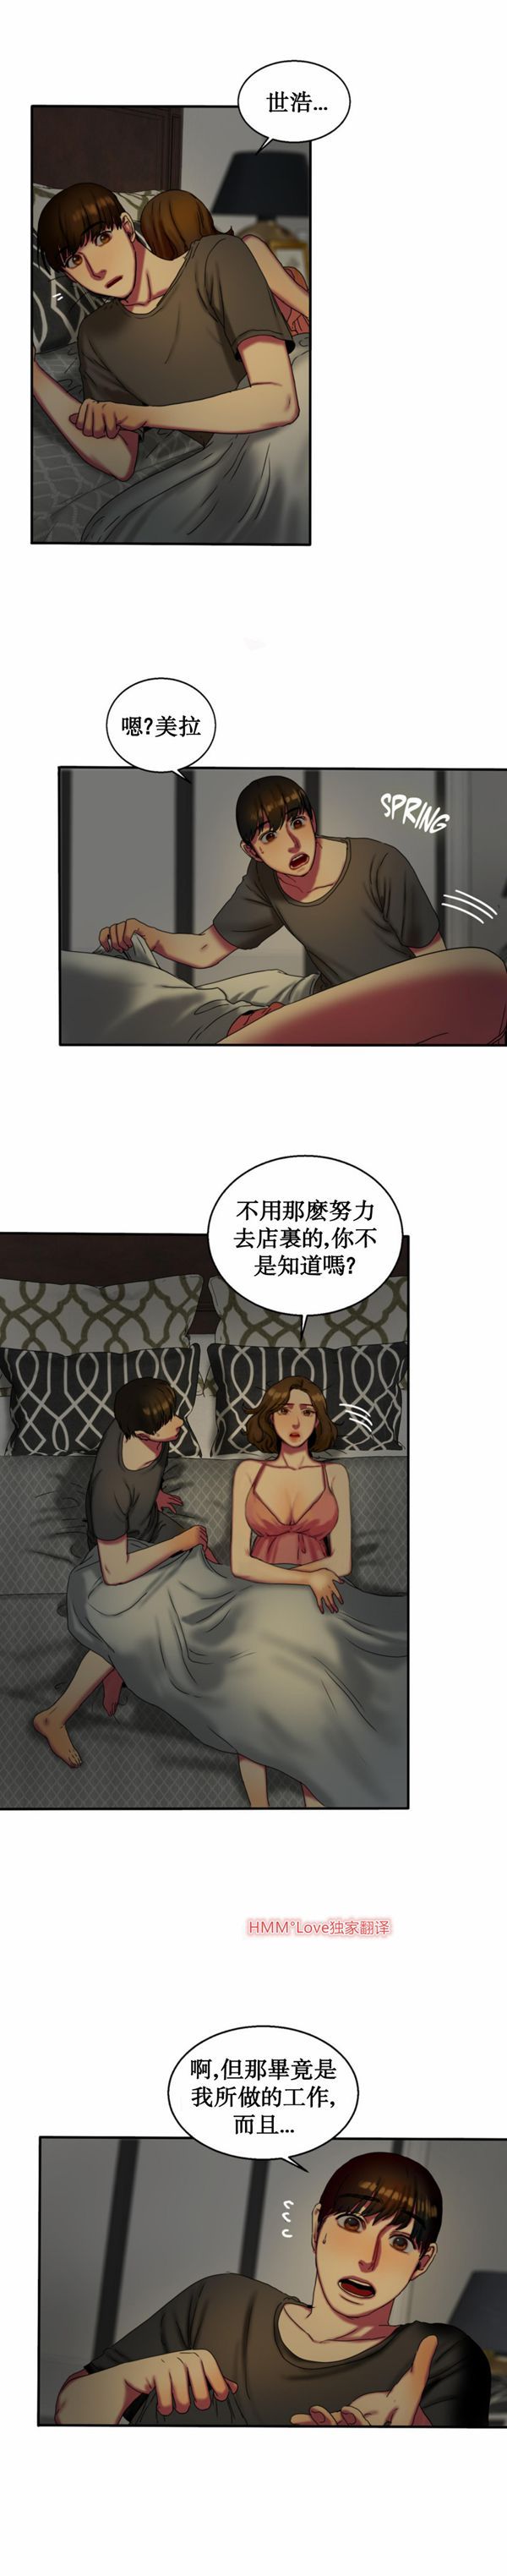 世浩...
嗯?美拉
SPRING
不用那麽努力
去店裏的,你不
是知道嗎?
HMM°Love独家翻译
啊,但那畢竟是
我所做的工作,
而且...